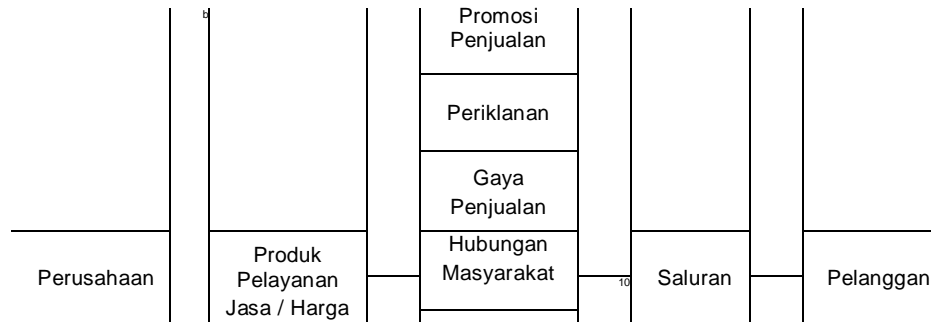 b
Promosi
Penjualan
Periklanan
Gaya
Penjualan
Perusahaan
Produk
Pelayanan
Jasa / Harga
Hubungan
Masyarakat
10
Saluran
Pelanggan